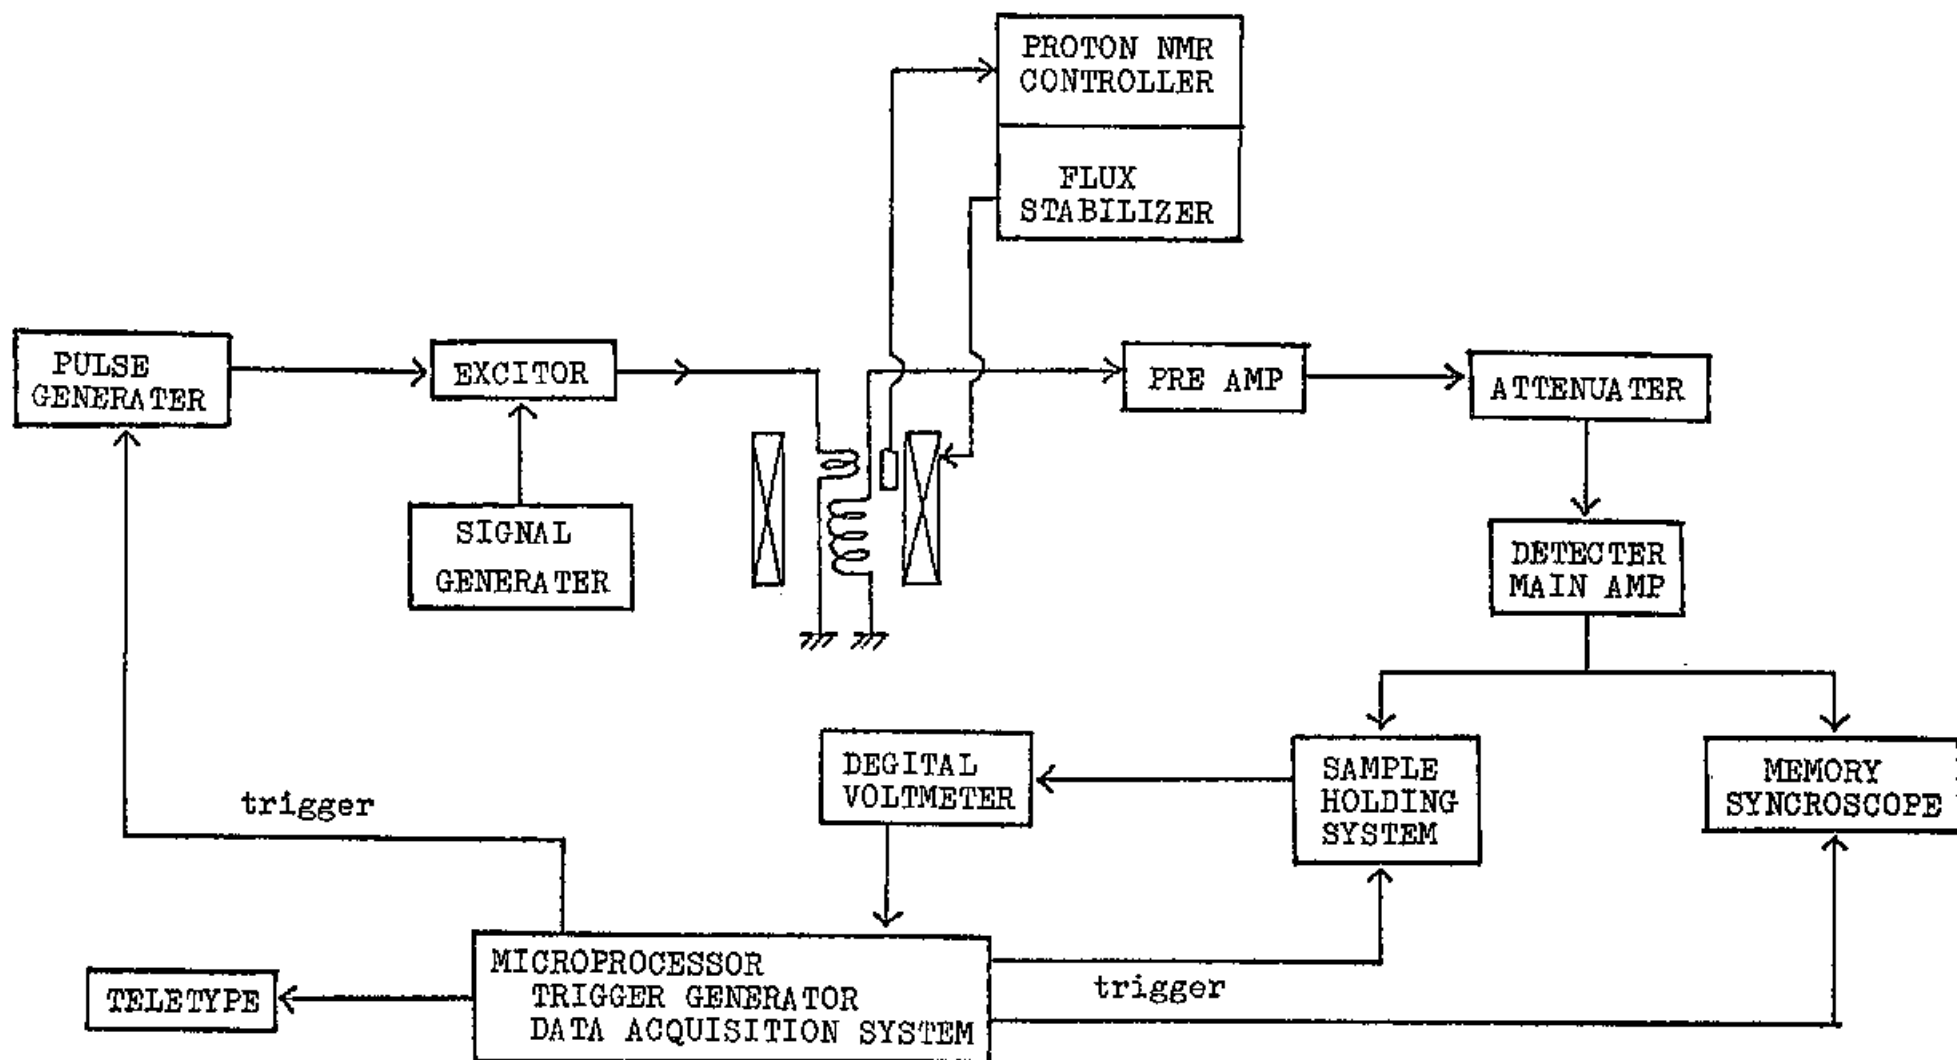 PROTON NMR
CONTROLLER
FLUX
STABILIZER
PULSE
GENERATER
EXCITOR
PRE AMP
ATTENUATER
SIGNAL
GENERATER
DETECTER
MAIN AMP
DEGITAL
VOLTMETER
SAMPLE
HOLDING
SYSTEM
MEMORY
SYNCROSCOPE
trigger
MICROPROCESSOR
TRIGGER GENERATOR
DATA ACQUISITION SYSTEM
trigger
TELETYPE